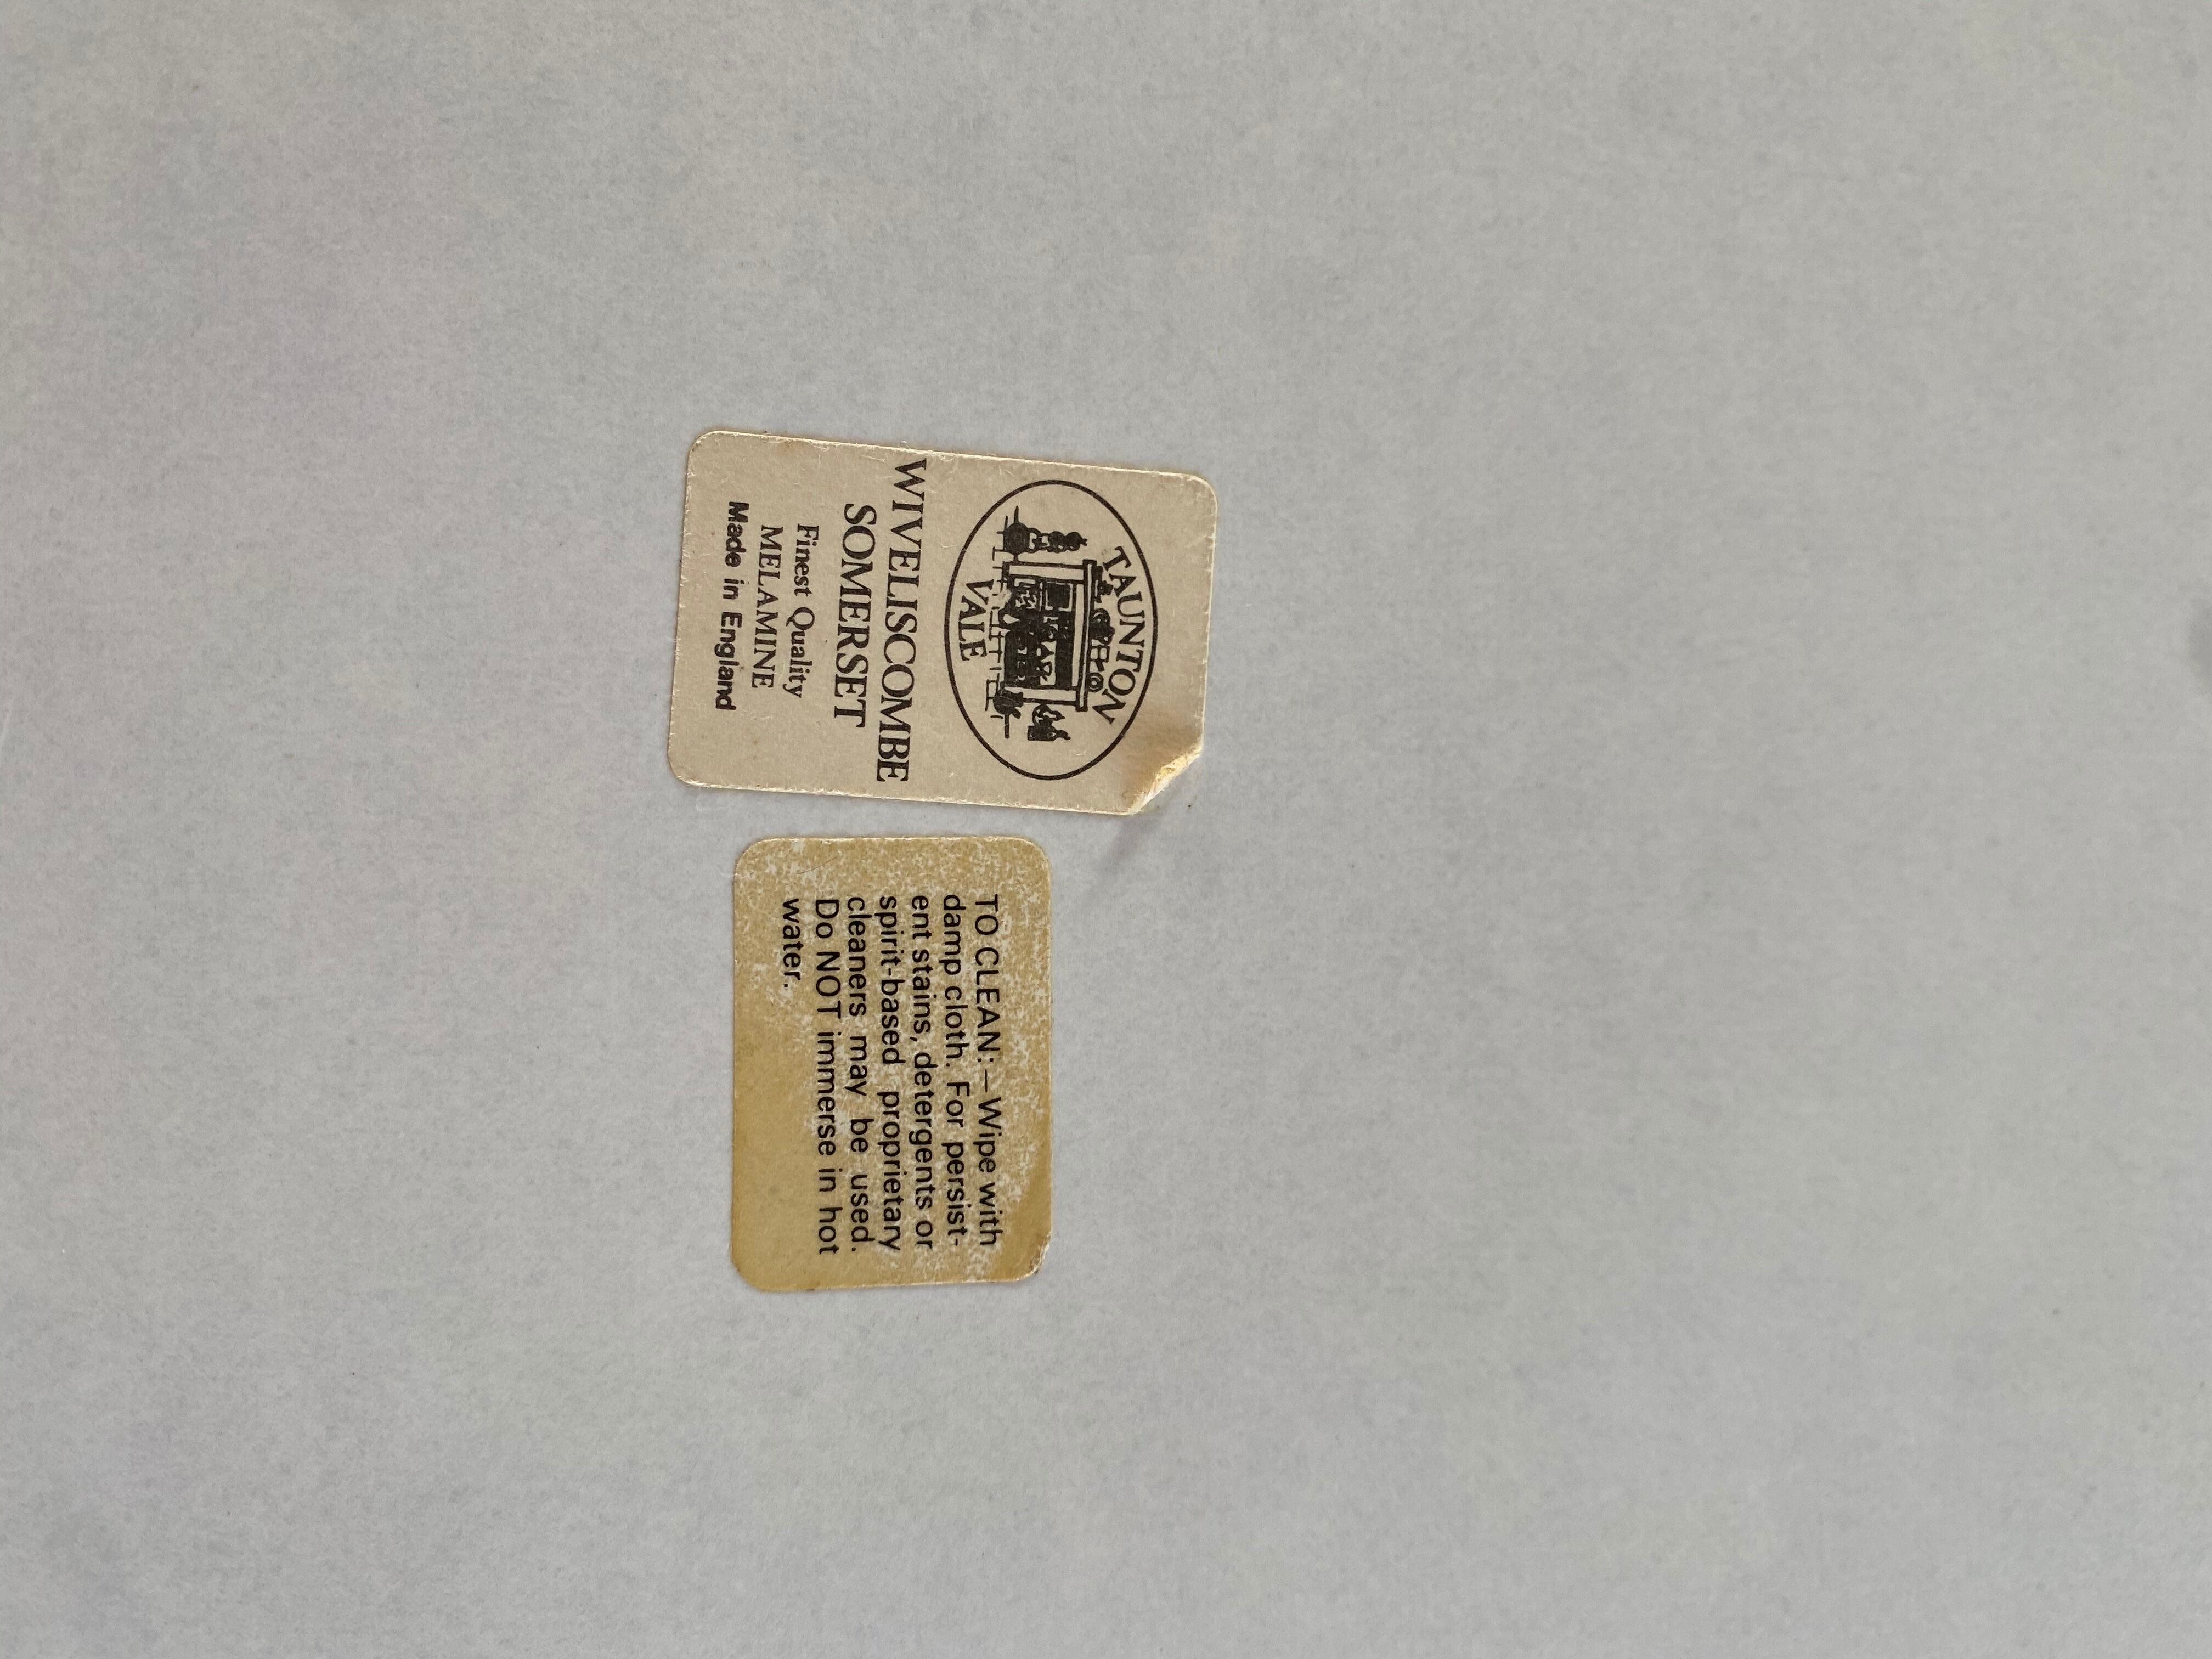 TAUNTON
VALE
WIVELISCOMBE
SOMERSET
Finest Quality
MELAMINE
Made in England
TO CLEAN:—Wipe with
damp cloth. For persist-
ent stains, detergents or
spirit-based proprietary
cleaners may be used.
Do NOT immerse in hot
water.